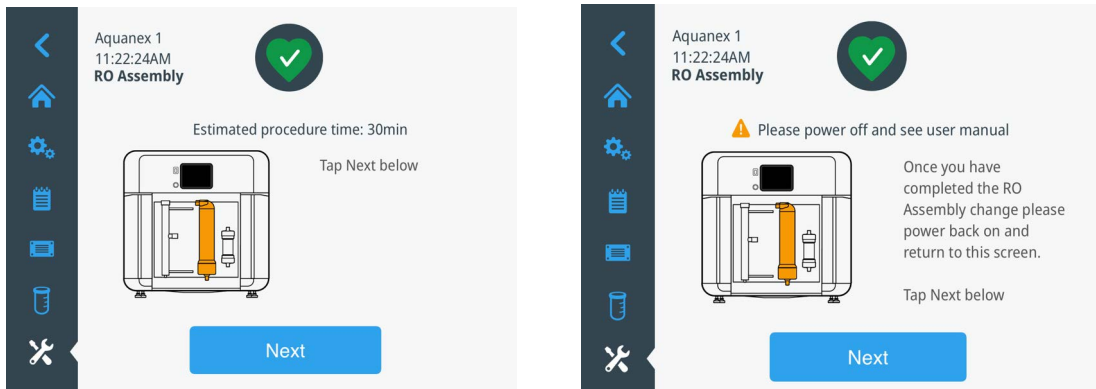 Aquanex 1
11:22:24AM
RO Assembly
Estimated procedure time: 30min
Tap Next below
Next
Aquanex 1
11:22:24AM
RO Assembly
Please power off and see user manual
Once you have
completed the RO
Assembly change please
power back on and
return to this screen.
Tap Next below
Next